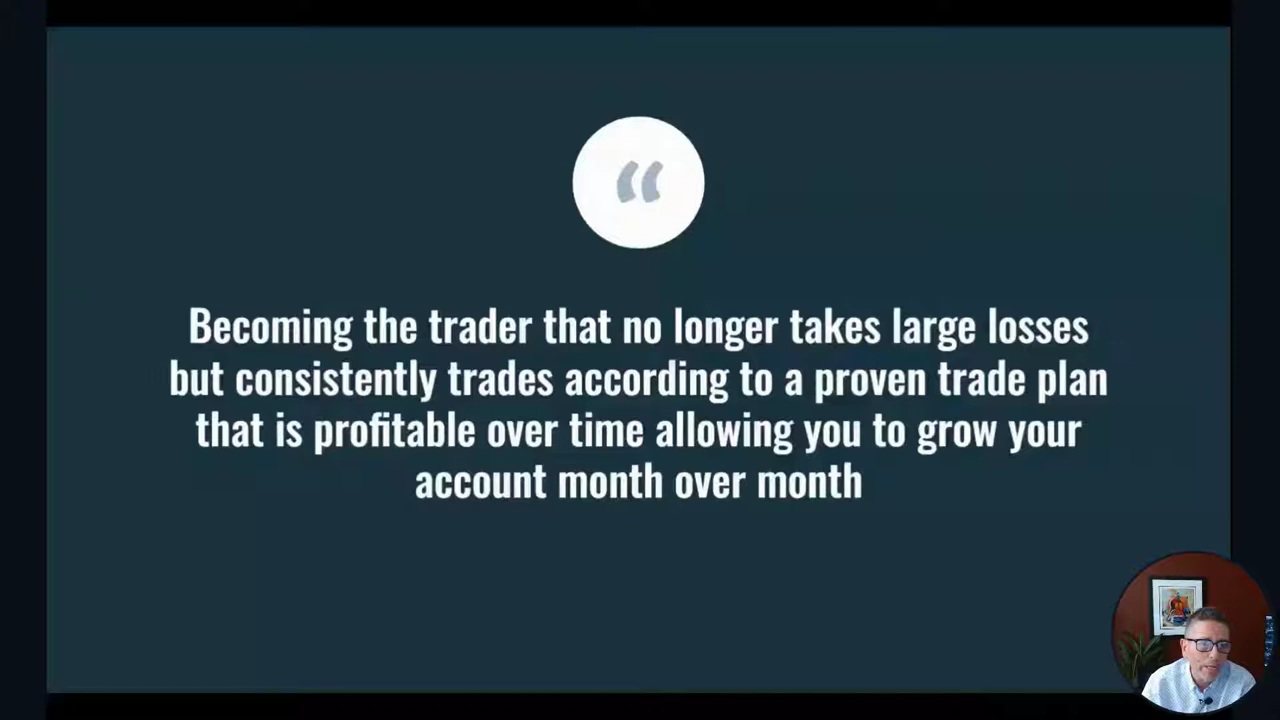 “
Becoming the trader that no longer takes large losses
but consistently trades according to a proven trade plan
that is profitable over time allowing you to grow your
account month over month